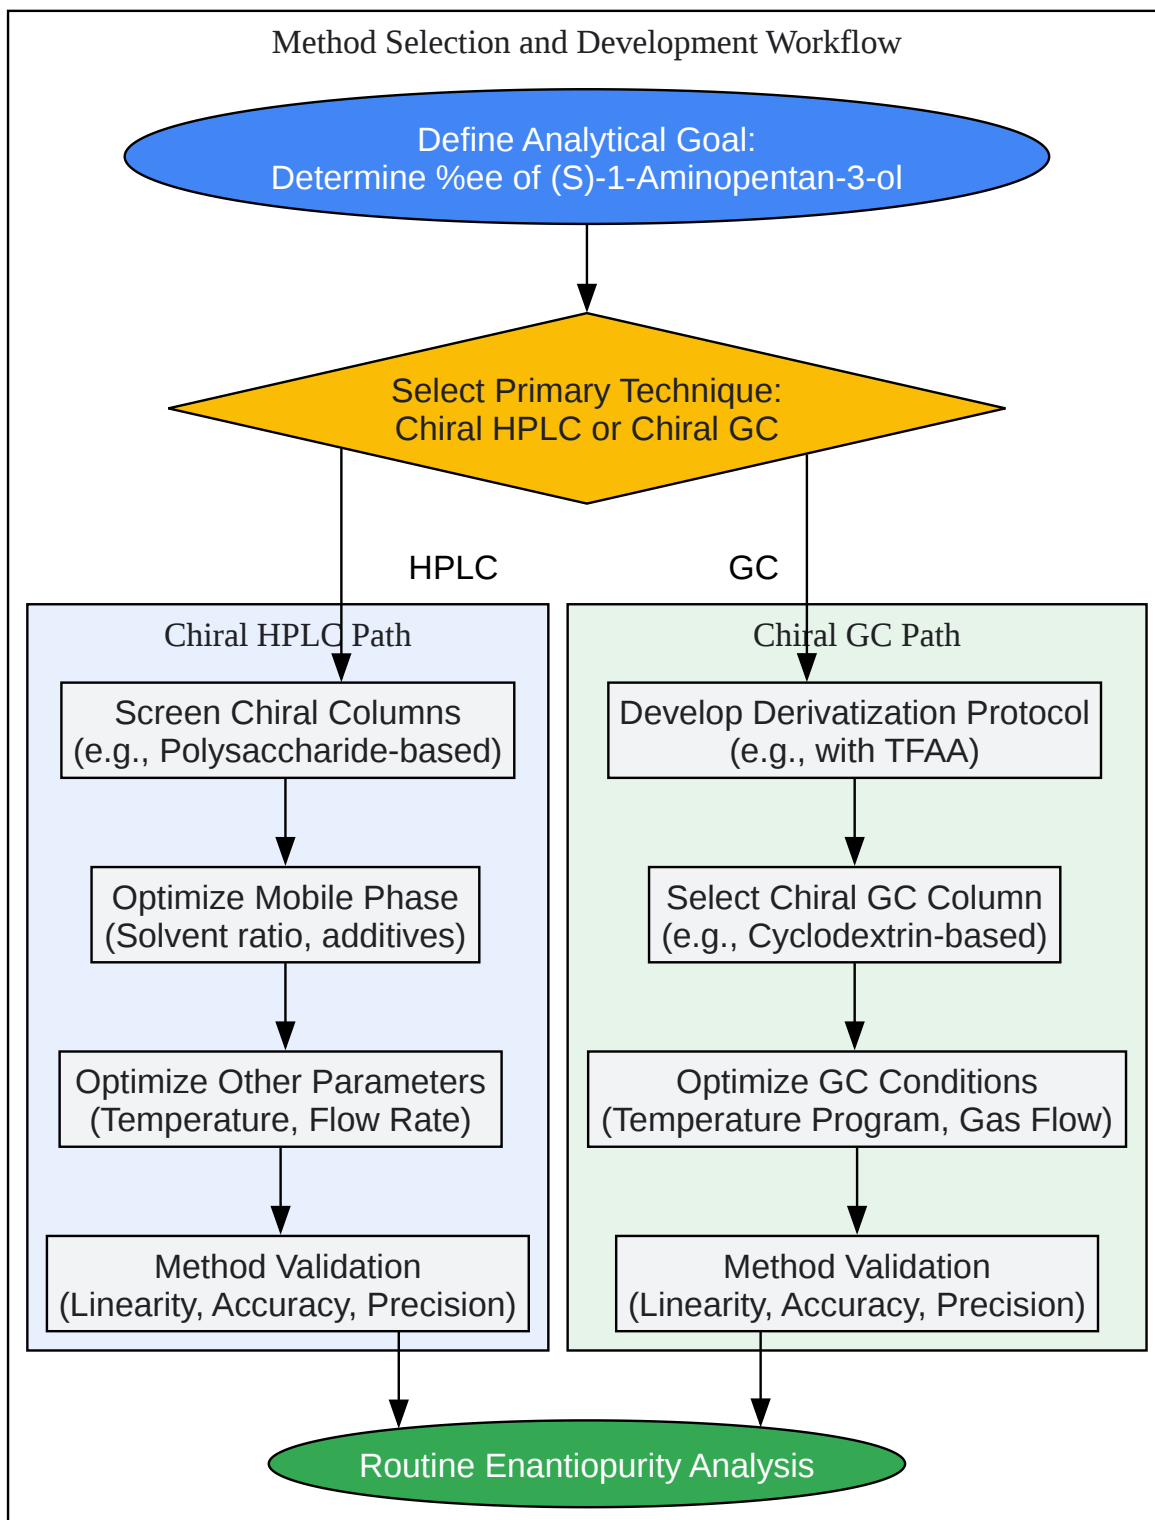 Method Selection and Development Workflow
Define Analytical Goal:
Determine %ee of (S)-1-Aminopentan-3-ol
Select Primary Technique:
Chiral HPLC or Chiral GC
HPLC
GC
Chiral HPLC Path
Screen Chiral Columns
(e.g., Polysaccharide-based)
Optimize Mobile Phase
(Solvent ratio, additives)
Optimize Other Parameters
(Temperature, Flow Rate)
Method Validation
(Linearity, Accuracy, Precision)
Chiral GC Path
Develop Derivatization Protocol
(e.g., with TFAA)
Select Chiral GC Column
(e.g., Cyclodextrin-based)
Optimize GC Conditions
(Temperature Program, Gas Flow)
Method Validation
(Linearity, Accuracy, Precision)
Routine Enantiopurity Analysis